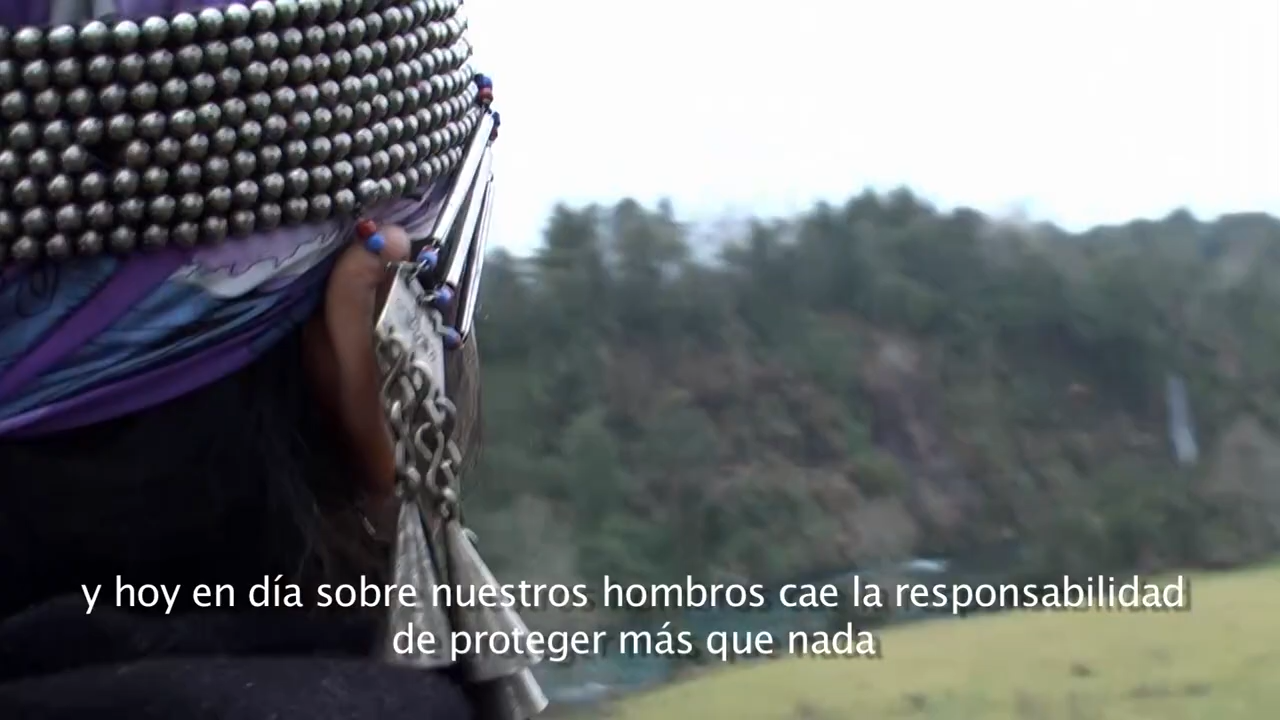 y hoy en día sobre nuestros hombros cae la responsabilidad
de proteger más que nada